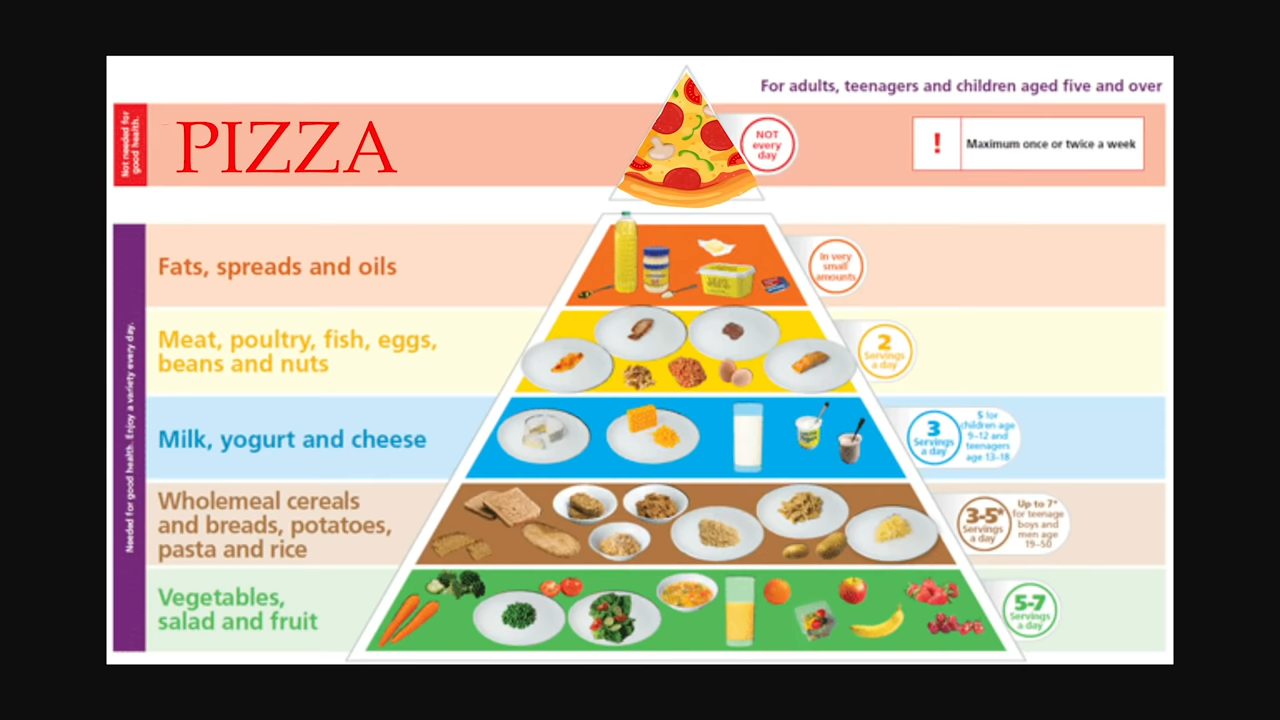 For adults, teenagers and children aged five and over
Not needed for
good health.
PIZZA
NOT
every
day
!
Maximum once or twice a week
Needed for good health. Enjoy a variety every day.
Fats, spreads and oils
In very
small
amounts
Meat, poultry, fish, eggs,
beans and nuts
2
Servings
a day
Milk, yogurt and cheese
3
Servings
a day
5 for
children age
9–12 and
teenagers
age 13–18
Wholemeal cereals
and breads, potatoes,
pasta and rice
3-5*
Servings
a day
Up to 7*
for teenage
boys and
men age
19–50
Vegetables,
salad and fruit
5-7
Servings
a day